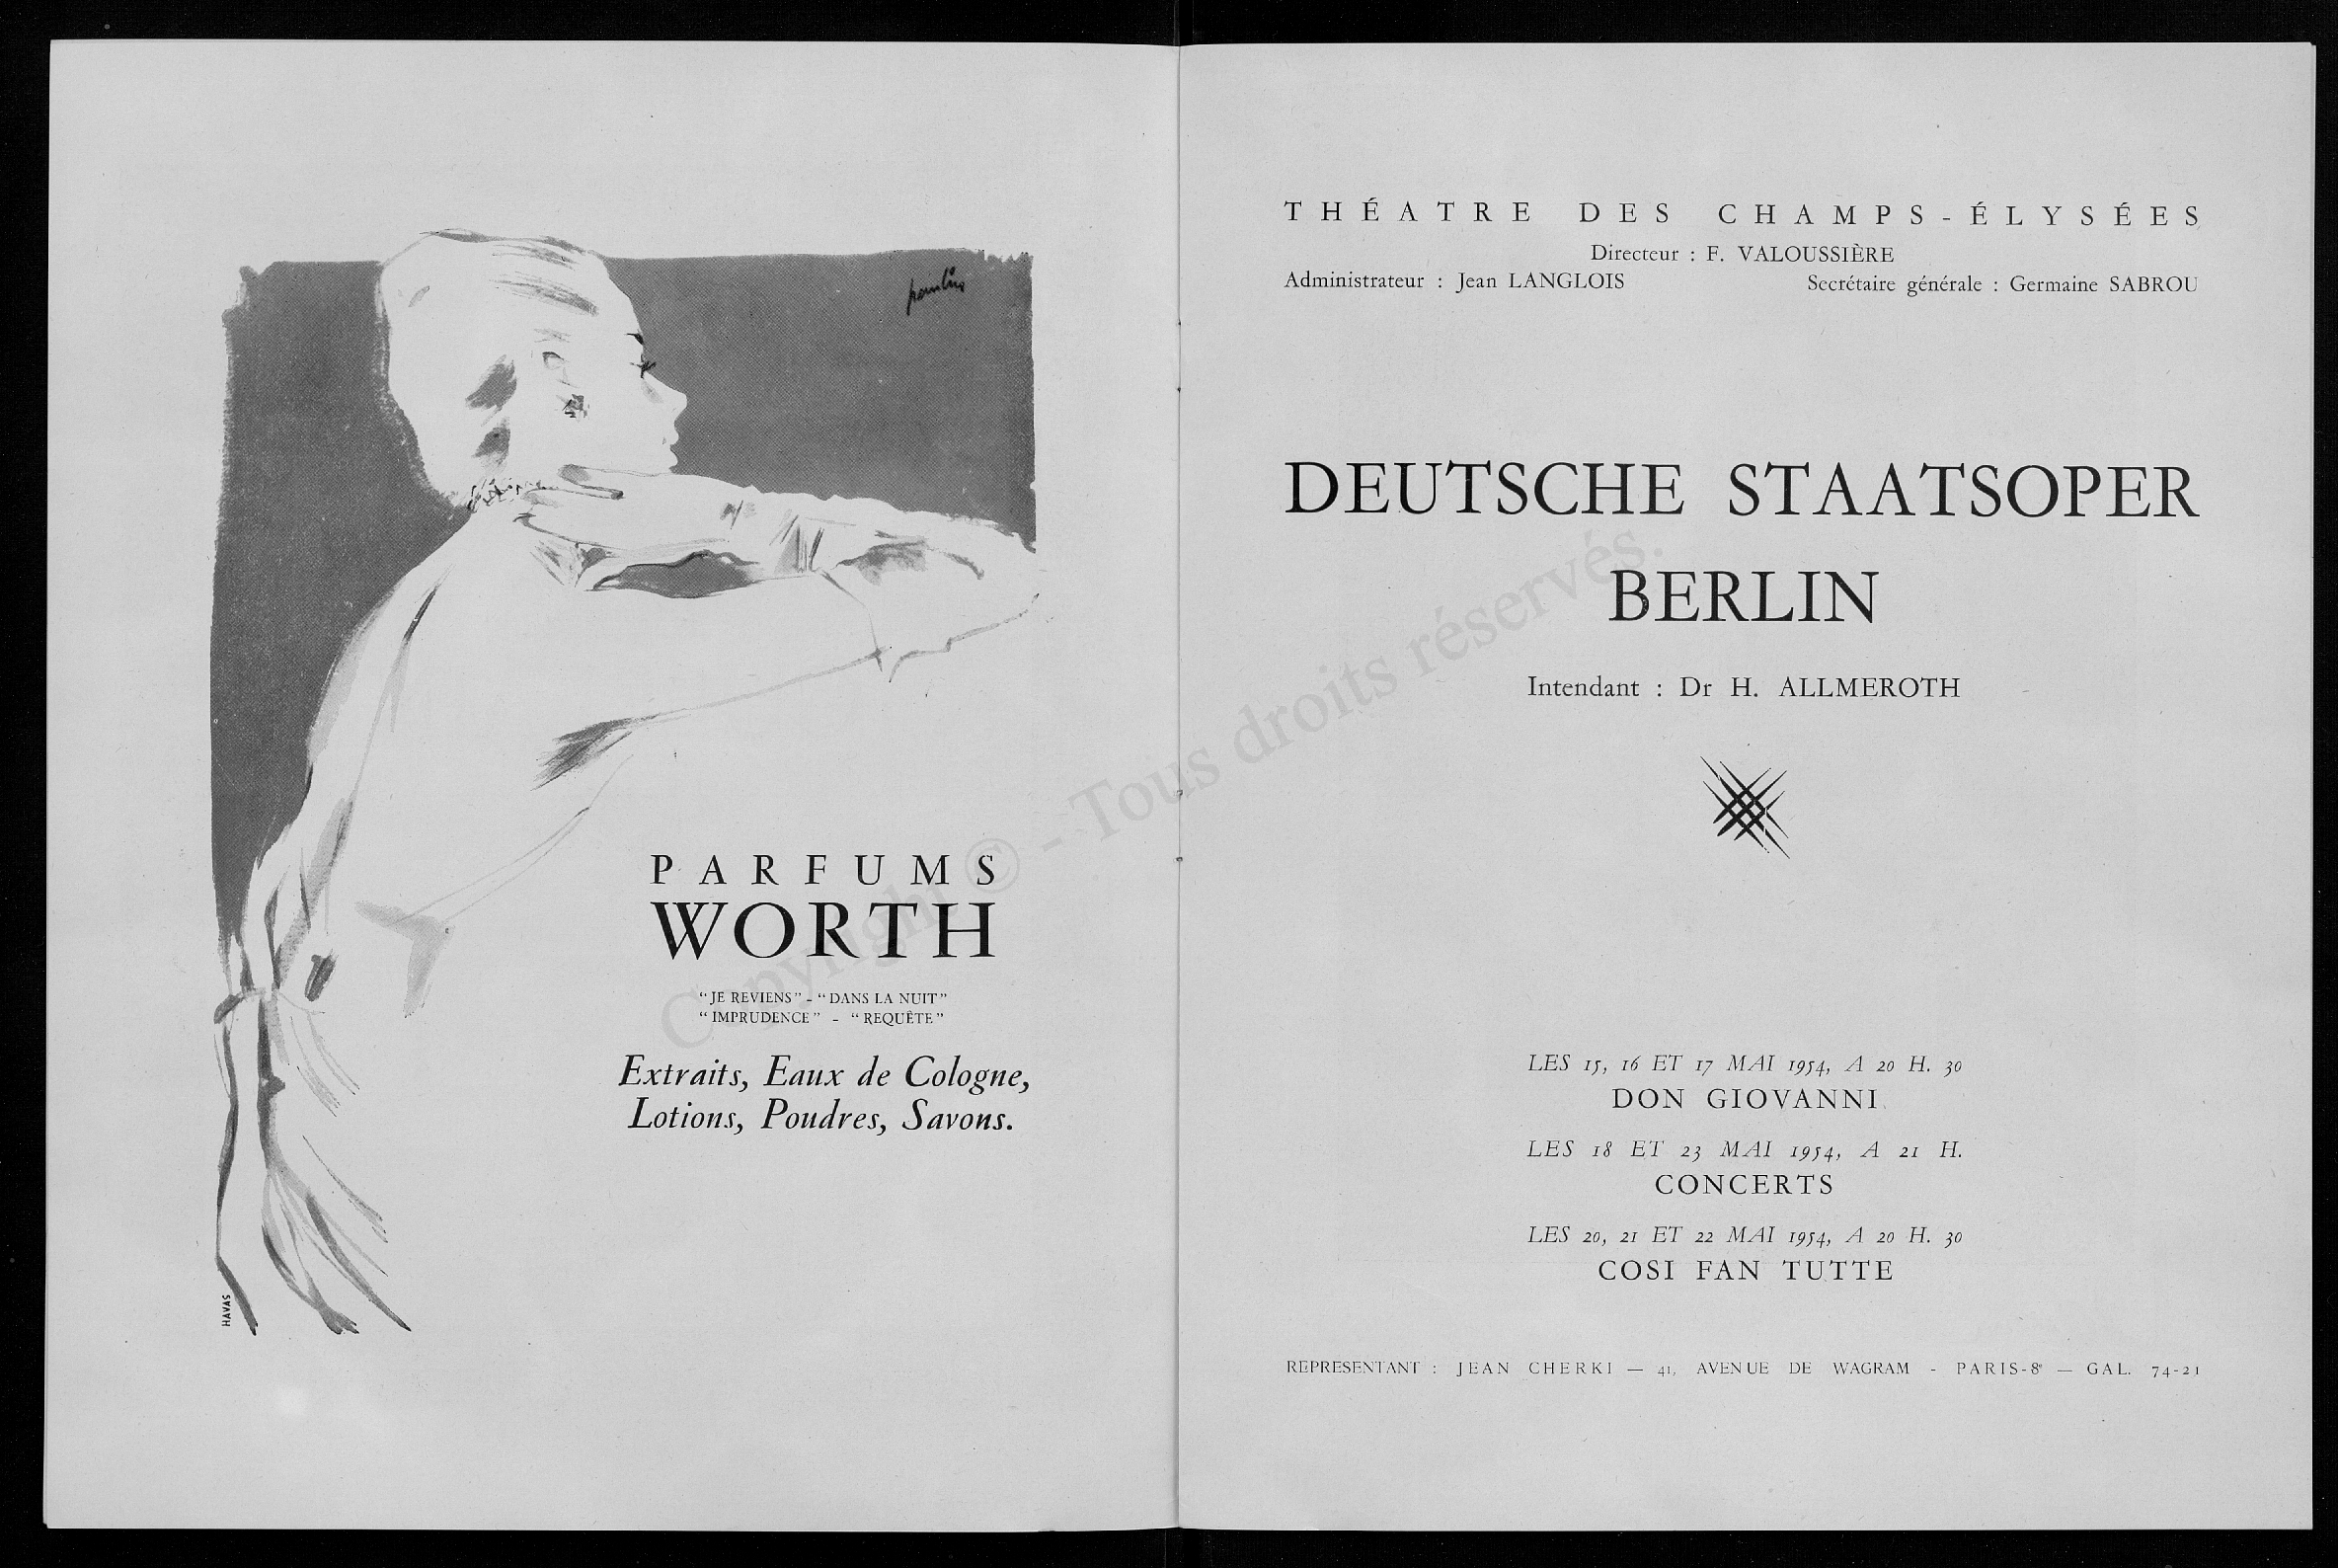 paulin
PARFUMS
WORTH
“JE REVIENS” - “DANS LA NUIT”
“IMPRUDENCE” - “REQUÊTE”
Extraits, Eaux de Cologne,
Lotions, Poudres, Savons.
HAVAS
THÉATRE DES CHAMPS-ÉLYSÉES
Directeur : F. VALOUSSIÈRE
Administrateur : Jean LANGLOIS Secrétaire générale : Germaine SABROU
DEUTSCHE STAATSOPER
BERLIN
Intendant : Dr H. ALLMEROTH
LES 15, 16 ET 17 MAI 1954, A 20 H. 30
DON GIOVANNI
LES 18 ET 23 MAI 1954, A 21 H.
CONCERTS
LES 20, 21 ET 22 MAI 1954, A 20 H. 30
COSI FAN TUTTE
REPRESENTANT : JEAN CHERKI — 41, AVENUE DE WAGRAM - PARIS-8e — GAL. 74-21
Copyright © - Tous droits réservés.